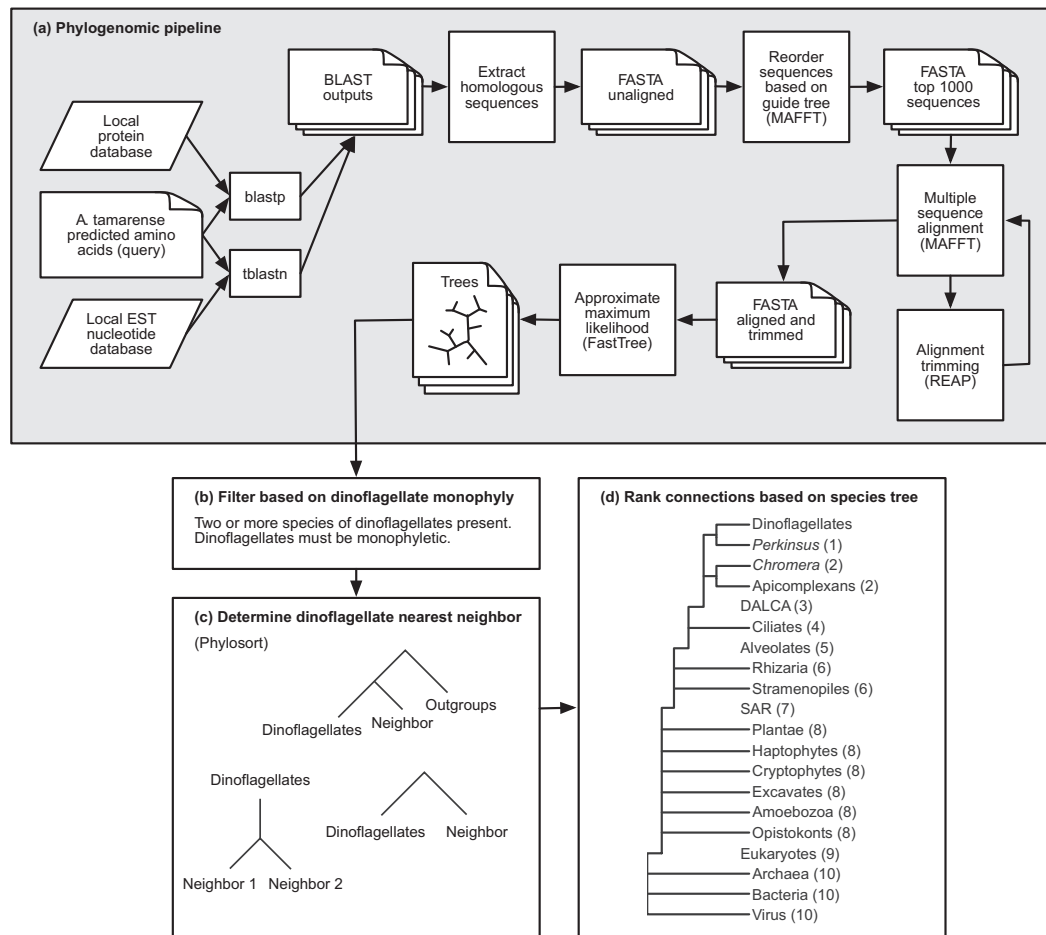 (a) Phylogenomic pipeline
Local
protein
database
A. tamarense
predicted amino
acids (query)
Local EST
nucleotide
database
blastp
tblastn
BLAST
outputs
Extract
homologous
sequences
FASTA
unaligned
Reorder
sequences
based on
guide tree
(MAFFT)
FASTA
top 1000
sequences
Multiple
sequence
alignment
(MAFFT)
Alignment
trimming
(REAP)
FASTA
aligned and
trimmed
Approximate
maximum
likelihood
(FastTree)
Trees
(b) Filter based on dinoflagellate monophyly
Two or more species of dinoflagellates present.
Dinoflagellates must be monophyletic.
(c) Determine dinoflagellate nearest neighbor
(Phylosort)
Outgroups
Neighbor
Dinoflagellates
Dinoflagellates
Neighbor 1
Neighbor 2
Dinoflagellates
Neighbor
(d) Rank connections based on species tree
Dinoflagellates
Perkinsus (1)
Chromera (2)
Apicomplexans (2)
DALCA (3)
Ciliates (4)
Alveolates (5)
Rhizaria (6)
Stramenopiles (6)
SAR (7)
Plantae (8)
Haptophytes (8)
Cryptophytes (8)
Excavates (8)
Amoebozoa (8)
Opistokonts (8)
Eukaryotes (9)
Archaea (10)
Bacteria (10)
Virus (10)